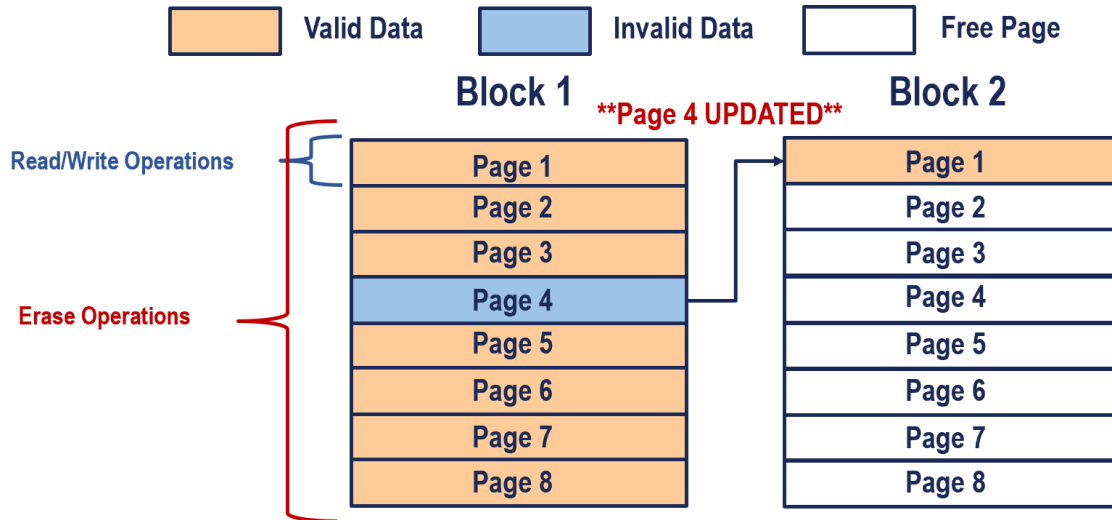 Valid Data
Invalid Data
Free Page
Block 1
Block 2
**Page 4 UPDATED**
Read/Write Operations
Erase Operations
Page 1
Page 2
Page 3
Page 4
Page 5
Page 6
Page 7
Page 8
Page 1
Page 2
Page 3
Page 4
Page 5
Page 6
Page 7
Page 8